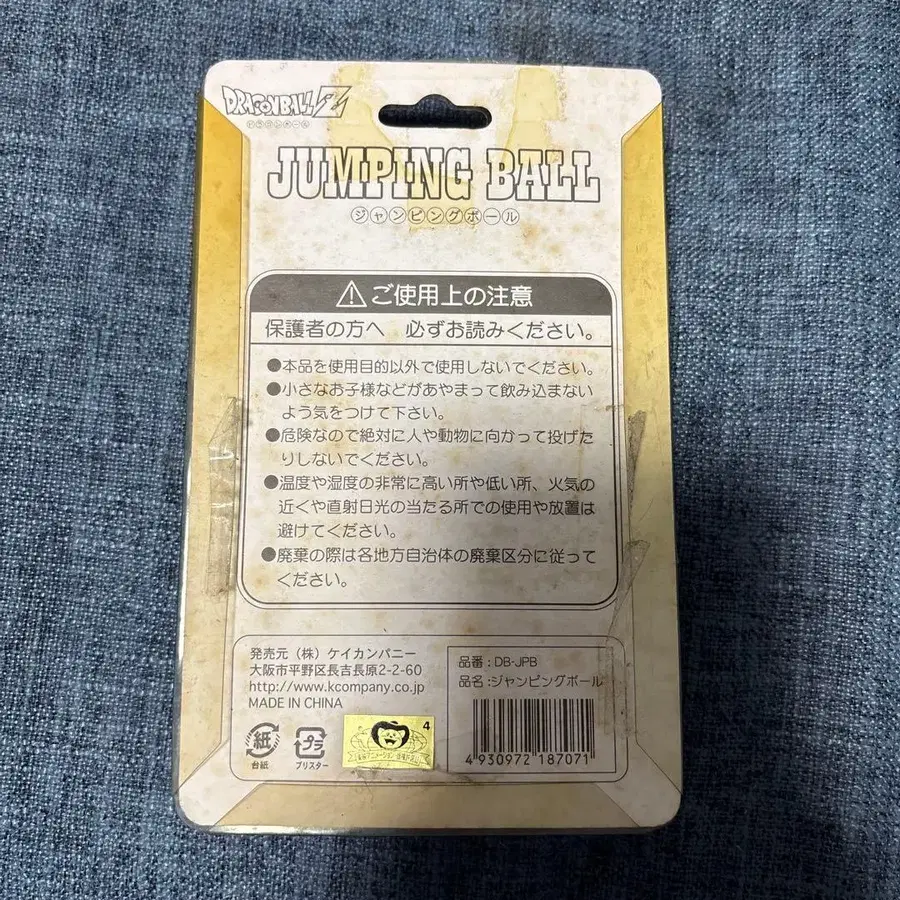 DRAGONBALL Z
JUMPING BALL
ジャンピングボール
ご使用上の注意
保護者の方へ 必ずお読みください。
●本品を使用目的以外で使用しないでください。
●小さなお子様などがあやまって飲み込まない
よう気をつけて下さい。
●危険なので絶対に人や動物に向かって投げた
りしないでください。
●温度や湿度の非常に高い所や低い所、火気の
近くや直射日光の当たる所での使用や放置は
避けてください。
●廃棄の際は各地方自治体の廃棄区分に従って
ください。
発売元（株）ケイカンパニー
大阪市平野区長吉長原2-2-60
http://www.kcompany.co.jp
MADE IN CHINA
品番：DB-JPB
品名：ジャンピングボール
紙
台紙
プラ
ブリスター
4
4 930972 187071